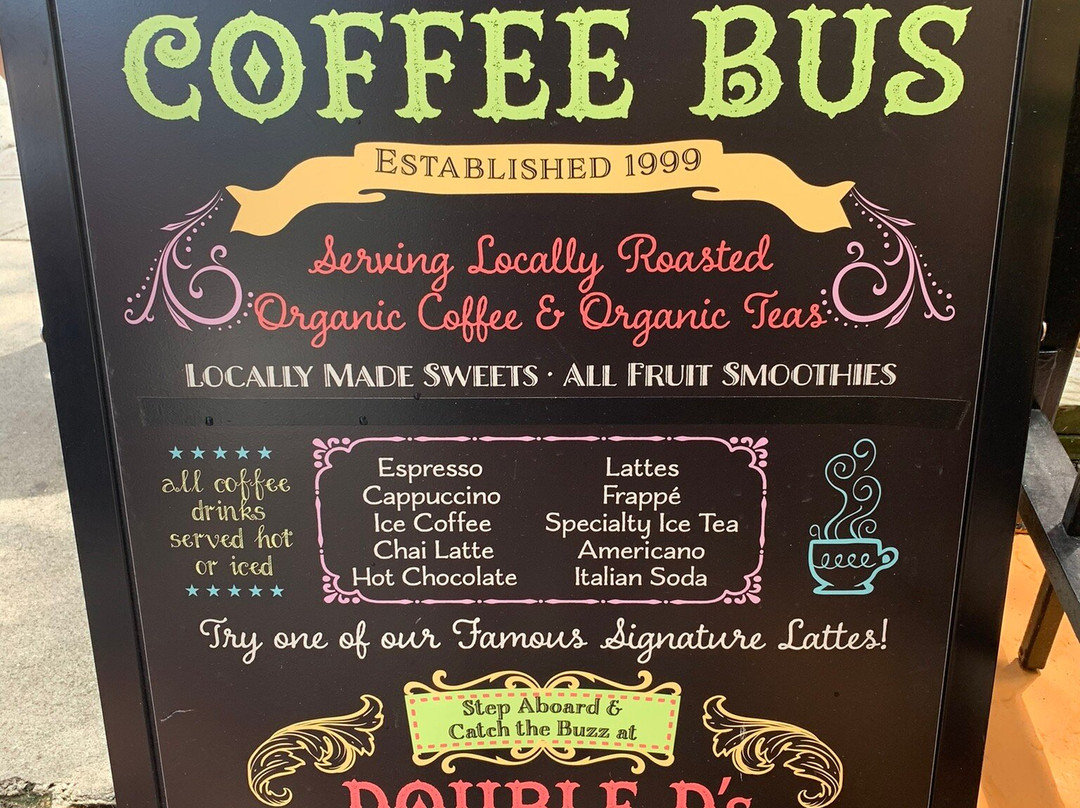 COFFEE BUS
ESTABLISHED 1999
Serving Locally Roasted
Organic Coffee & Organic Teas
LOCALLY MADE SWEETS · ALL FRUIT SMOOTHIES
all coffee
drinks
served hot
or iced
Espresso
Cappuccino
Ice Coffee
Chai Latte
Hot Chocolate
Lattes
Frappé
Specialty Ice Tea
Americano
Italian Soda
Try one of our Famous Signature Lattes!
Step Aboard &
Catch the Buzz at
DOUBLE D's